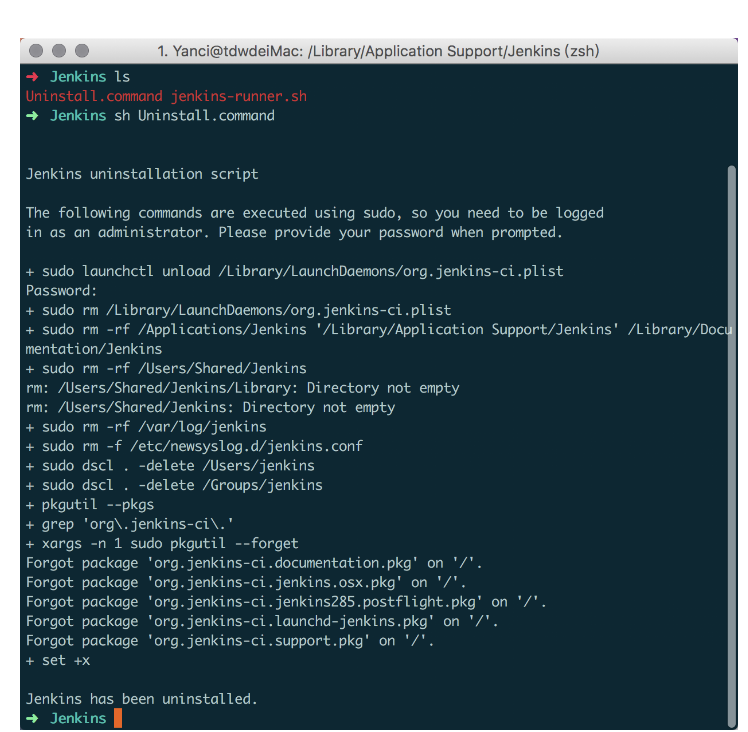 1. Yanci@tdwdeiMac: /Library/Application Support/Jenkins (zsh)
➜ Jenkins ls
Uninstall.command jenkins-runner.sh
➜ Jenkins sh Uninstall.command
Jenkins uninstallation script
The following commands are executed using sudo, so you need to be logged
in as an administrator. Please provide your password when prompted.
+ sudo launchctl unload /Library/LaunchDaemons/org.jenkins-ci.plist
Password:
+ sudo rm /Library/LaunchDaemons/org.jenkins-ci.plist
+ sudo rm -rf /Applications/Jenkins '/Library/Application Support/Jenkins' /Library/Docu
mentation/Jenkins
+ sudo rm -rf /Users/Shared/Jenkins
rm: /Users/Shared/Jenkins/Library: Directory not empty
rm: /Users/Shared/Jenkins: Directory not empty
+ sudo rm -rf /var/log/jenkins
+ sudo rm -f /etc/newsyslog.d/jenkins.conf
+ sudo dscl . -delete /Users/jenkins
+ sudo dscl . -delete /Groups/jenkins
+ pkgutil --pkgs
+ grep 'org\.jenkins-ci\.'
+ xargs -n 1 sudo pkgutil --forget
Forgot package 'org.jenkins-ci.documentation.pkg' on '/'.
Forgot package 'org.jenkins-ci.jenkins.osx.pkg' on '/'.
Forgot package 'org.jenkins-ci.jenkins285.postflight.pkg' on '/'.
Forgot package 'org.jenkins-ci.launchd-jenkins.pkg' on '/'.
Forgot package 'org.jenkins-ci.support.pkg' on '/'.
+ set +x
Jenkins has been uninstalled.
➜ Jenkins